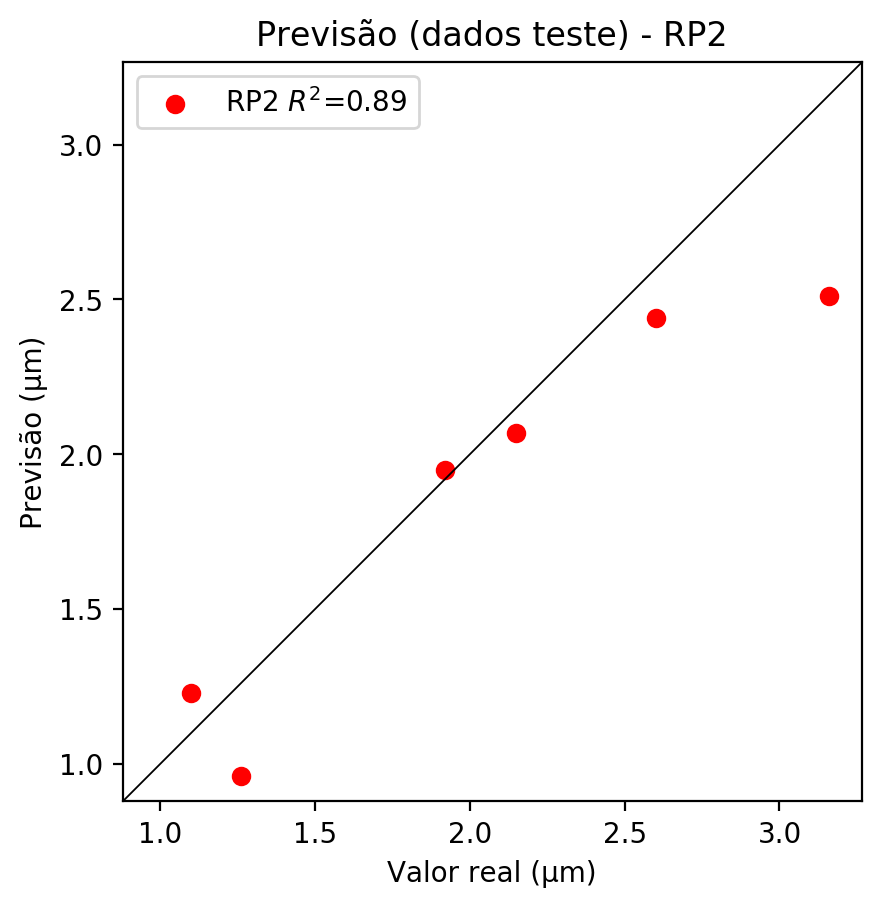 Previsão (dados teste) - RP2
RP2 R²=0.89
3.0
2.5
2.0
1.5
1.0
Previsão (µm)
1.0 1.5 2.0 2.5 3.0
Valor real (µm)